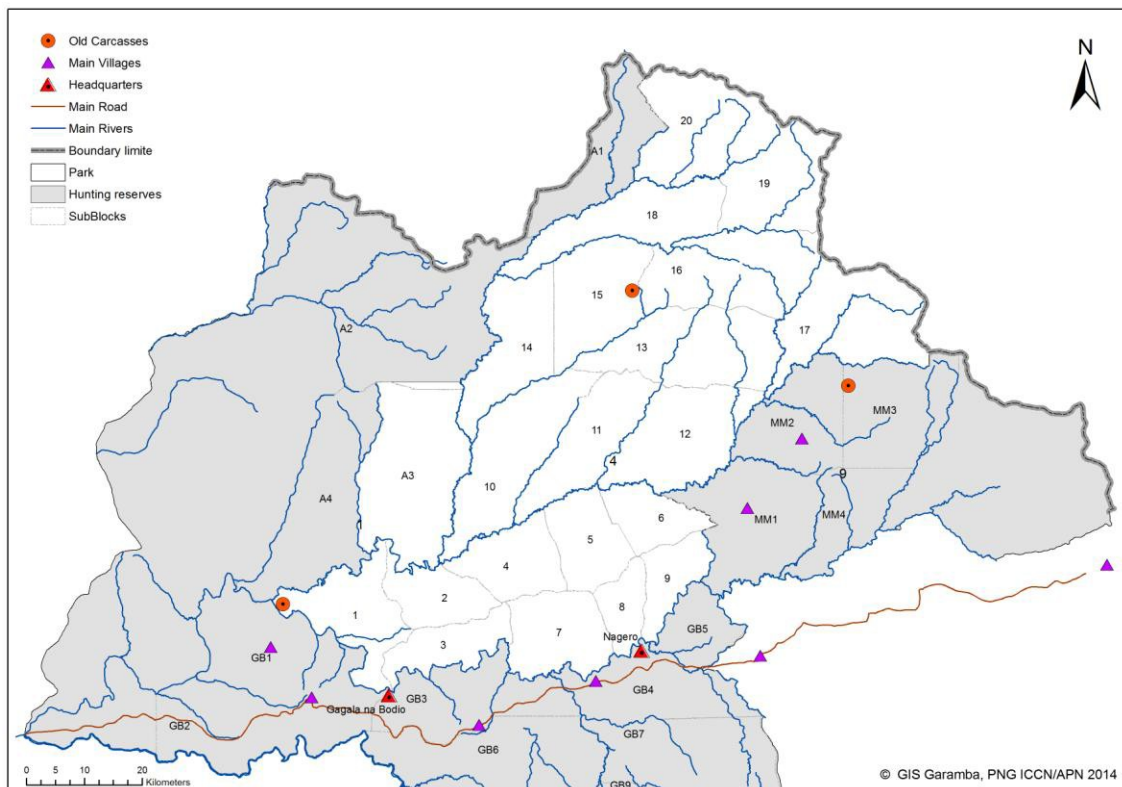 Old Carcasses
Main Villages
Headquarters
Main Road
Main Rivers
Boundary limite
Park
Hunting reserves
SubBlocks
N
20
A1
19
18
16
15
17
14
13
A2
MM3
MM2
11
12
4
A3
9
10
A4
1
MM1
MM4
6
5
4
9
2
1
8
7
3
Nagero
GB5
GB1
GB3
GB4
Gagala na Bodio
GB2
GB6
GB7
GB9
0 5 10 20
Kilometers
© GIS Garamba, PNG ICCN/APN 2014